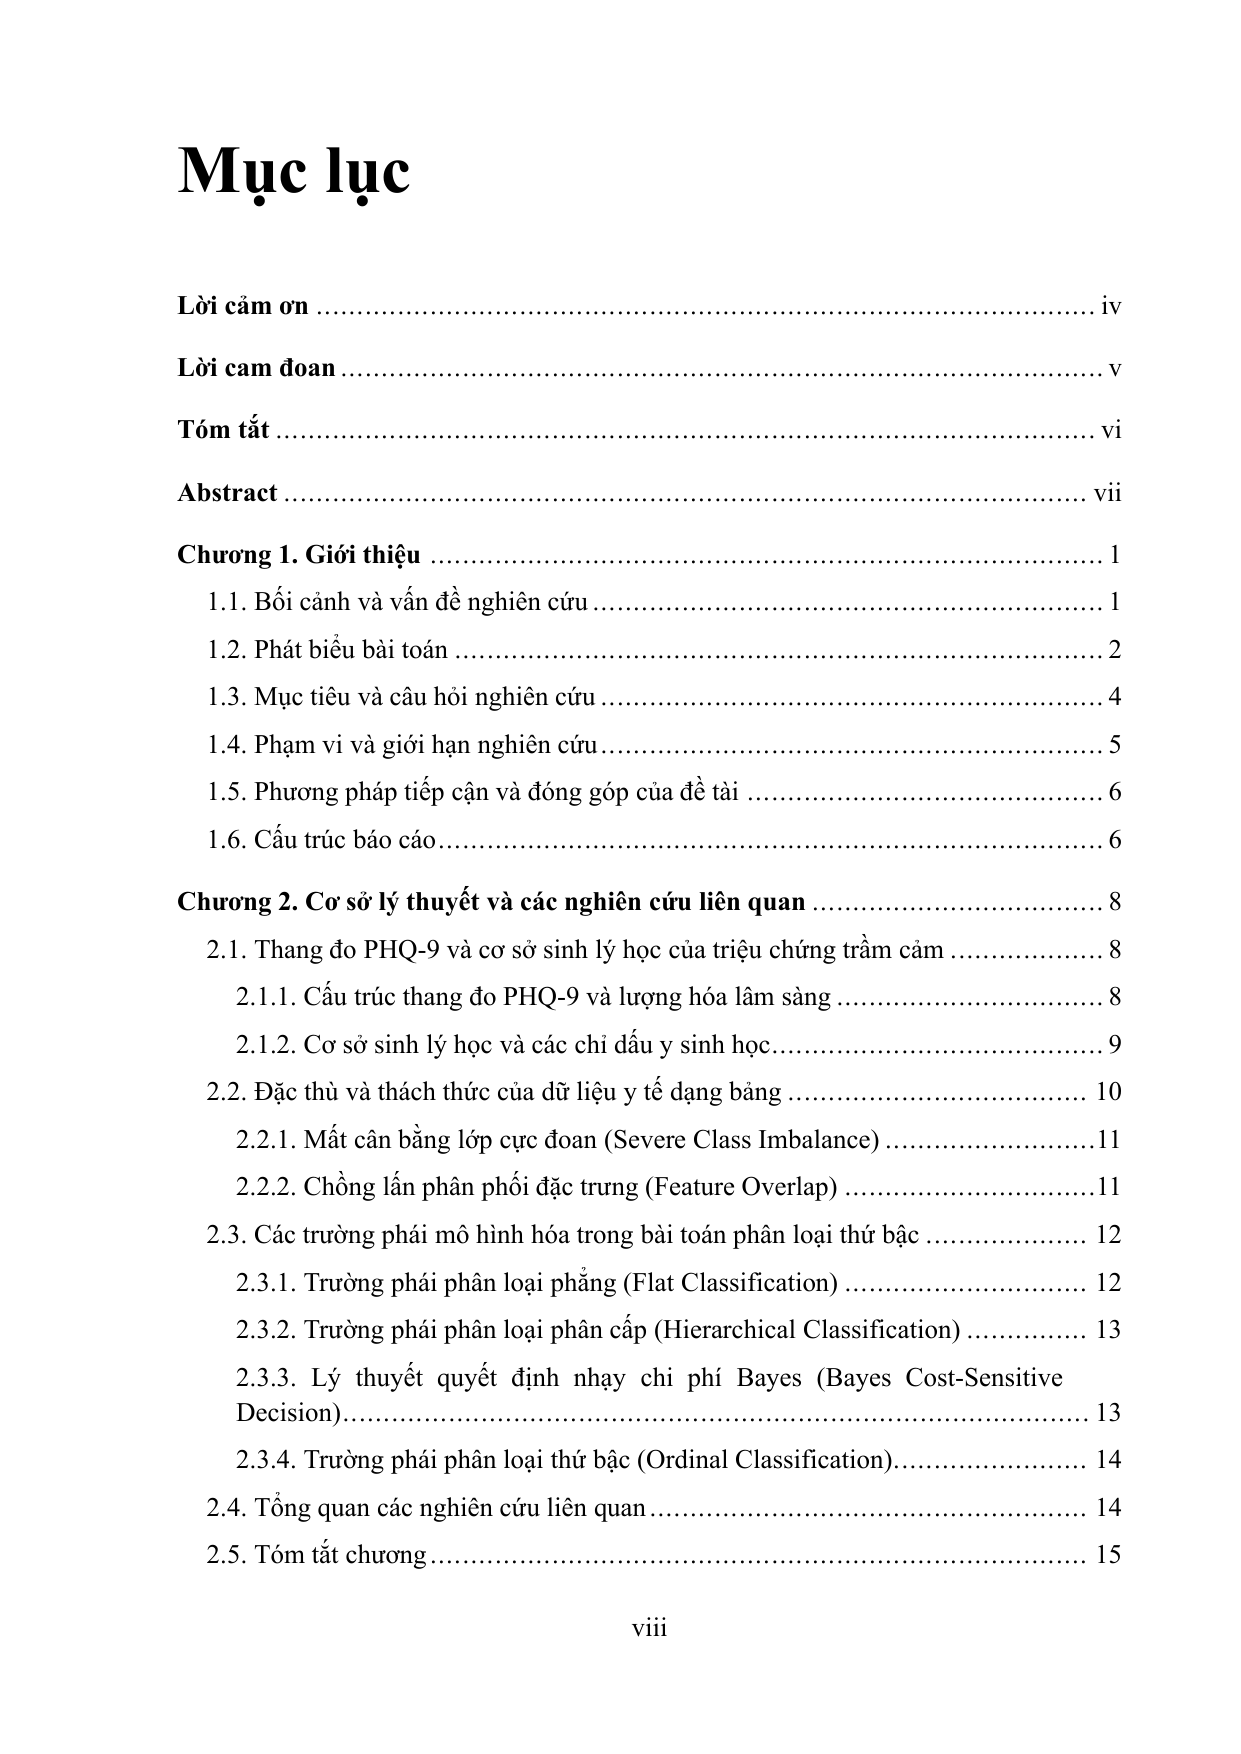 Mục lục
Lời cảm ơn ........................................................................................................ iv
Lời cam đoan ........................................................................................................ v
Tóm tắt ........................................................................................................ vi
Abstract ........................................................................................................ vii
Chương 1. Giới thiệu ........................................................................................ 1
1.1. Bối cảnh và vấn đề nghiên cứu ................................................................ 1
1.2. Phát biểu bài toán ................................................................................ 2
1.3. Mục tiêu và câu hỏi nghiên cứu ................................................................ 4
1.4. Phạm vi và giới hạn nghiên cứu ................................................................ 5
1.5. Phương pháp tiếp cận và đóng góp của đề tài ............................................ 6
1.6. Cấu trúc báo cáo ................................................................................ 6
Chương 2. Cơ sở lý thuyết và các nghiên cứu liên quan .................................... 8
2.1. Thang đo PHQ-9 và cơ sở sinh lý học của triệu chứng trầm cảm ................... 8
2.1.1. Cấu trúc thang đo PHQ-9 và lượng hóa lâm sàng ................................. 8
2.1.2. Cơ sở sinh lý học và các chỉ dấu y sinh học ......................................... 9
2.2. Đặc thù và thách thức của dữ liệu y tế dạng bảng ..................................... 10
2.2.1. Mất cân bằng lớp cực đoan (Severe Class Imbalance) .......................... 11
2.2.2. Chồng lấn phân phối đặc trưng (Feature Overlap) ............................... 11
2.3. Các trường phái mô hình hóa trong bài toán phân loại thứ bậc .................... 12
2.3.1. Trường phái phân loại phẳng (Flat Classification) .............................. 12
2.3.2. Trường phái phân loại phân cấp (Hierarchical Classification) ............... 13
2.3.3. Lý thuyết quyết định nhạy chi phí Bayes (Bayes Cost-Sensitive
Decision) ............................................................................................ 13
2.3.4. Trường phái phân loại thứ bậc (Ordinal Classification) ........................ 14
2.4. Tổng quan các nghiên cứu liên quan ...................................................... 14
2.5. Tóm tắt chương ................................................................................ 15
viii